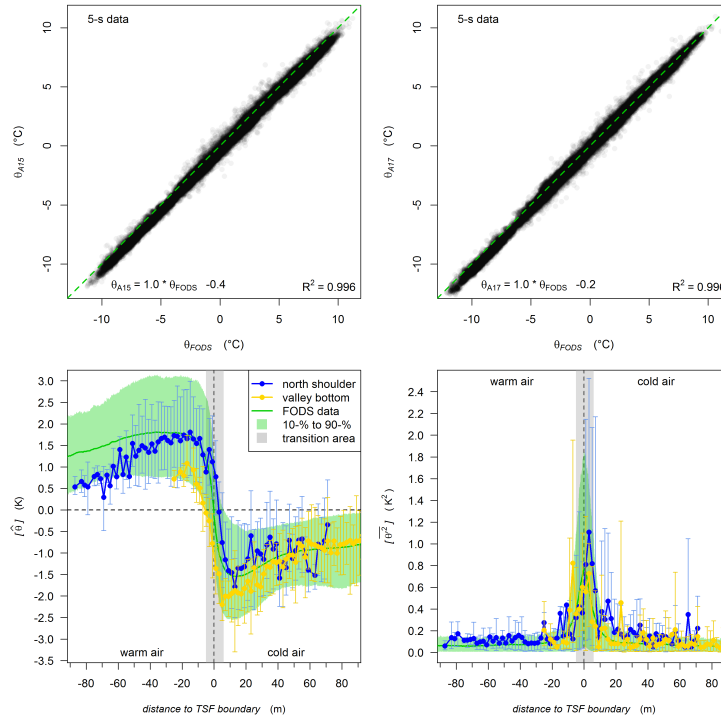 5-s data
10
5
0
-5
-10
θA15 (°C)
θA15 = 1.0 * θFODS -0.4
R² = 0.996
-10 -5 0 5 10
θFODS (°C)
5-s data
10
5
0
-5
-10
θA17 (°C)
θA17 = 1.0 * θFODS -0.2
R² = 0.996
-10 -5 0 5 10
θFODS (°C)
3.0
2.5
2.0
1.5
1.0
0.5
0.0
-0.5
-1.0
-1.5
-2.0
-2.5
-3.0
-3.5
[θ̂] (K)
north shoulder
valley bottom
FODS data
10-% to 90-%
transition area
warm air
cold air
-80 -60 -40 -20 0 20 40 60 80
distance to TSF boundary (m)
warm air
cold air
2.4
2.2
2.0
1.8
1.6
1.4
1.2
1.0
0.8
0.6
0.4
0.2
0.0
[θ'²] (K²)
-80 -60 -40 -20 0 20 40 60 80
distance to TSF boundary (m)